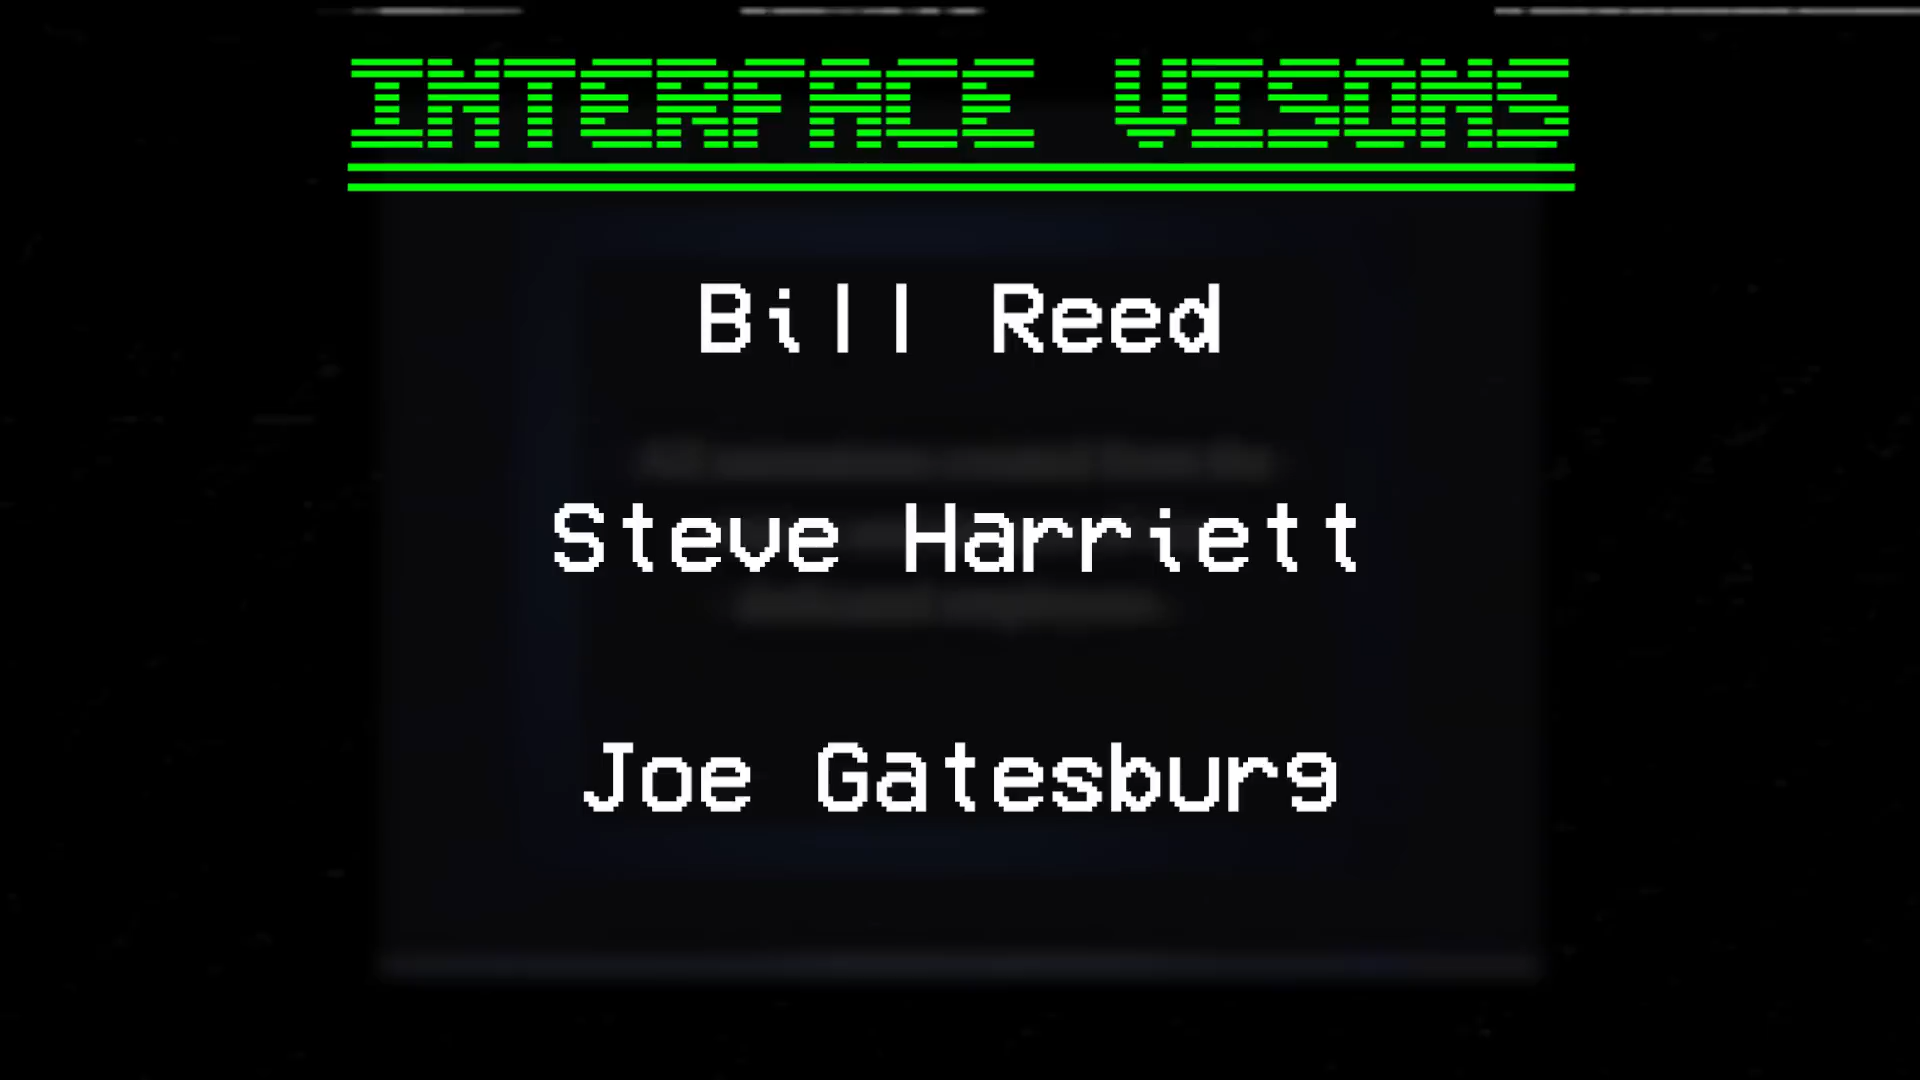 INTERFACE VISONS
Bill Reed
Steve Harriett
Joe Gatesburg